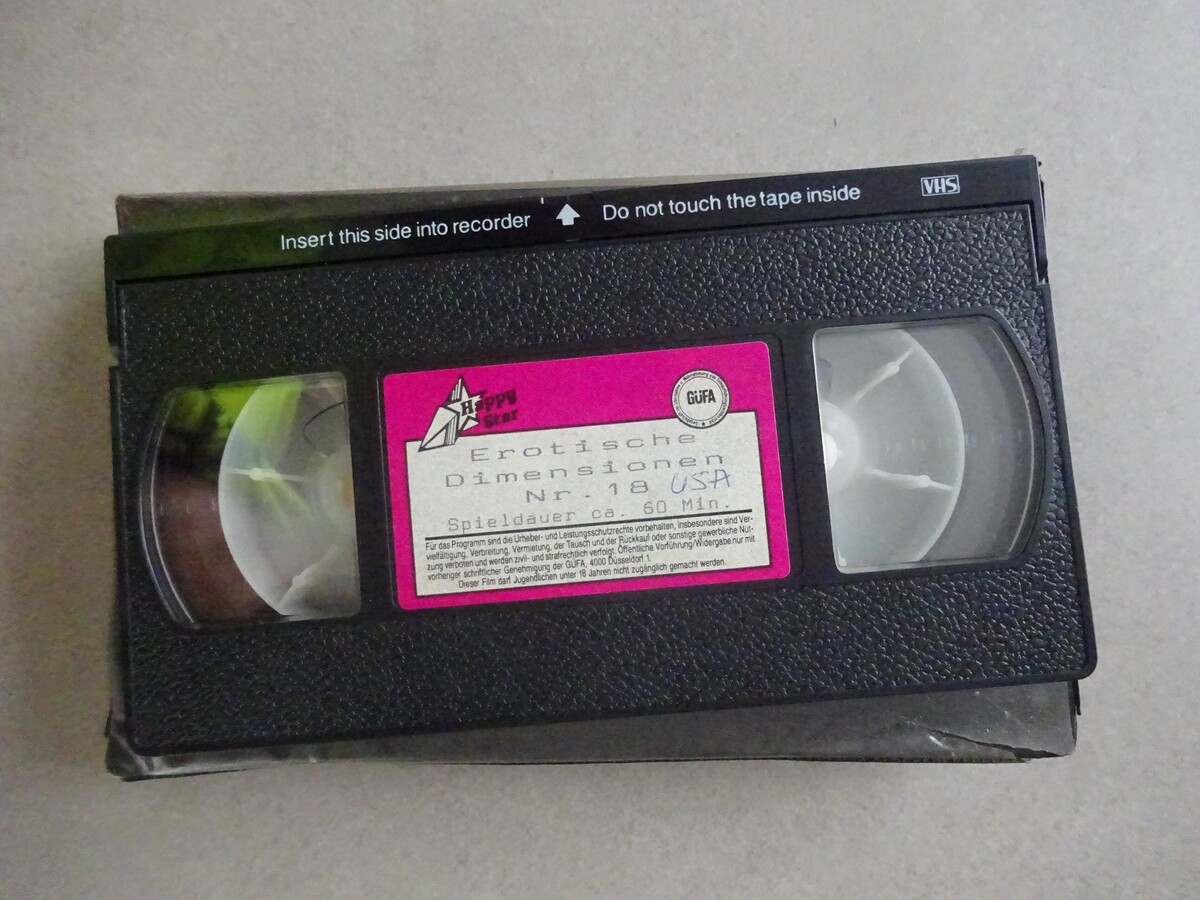 Insert this side into recorder
Do not touch the tape inside
VHS
Happy
Star
GÜFA
Erotische
Dimensionen
Nr. 18 USA
Spieldauer ca. 60 Min.
Für das Programm sind die Urheber- und Leistungsschutzrechte vorbehalten, insbesondere sind Ver-
vielfältigung, Verbreitung, Vermietung, der Tausch und der Rückkauf oder sonstige gewerbliche Nut-
zung verboten und werden zivil- und strafrechtlich verfolgt. Öffentliche Vorführung/Widergabe nur mit
vorheriger schriftlicher Genehmigung der GÜFA, 4000 Düsseldorf 1.
Dieser Film darf Jugendlichen unter 18 Jahren nicht zugänglich gemacht werden.